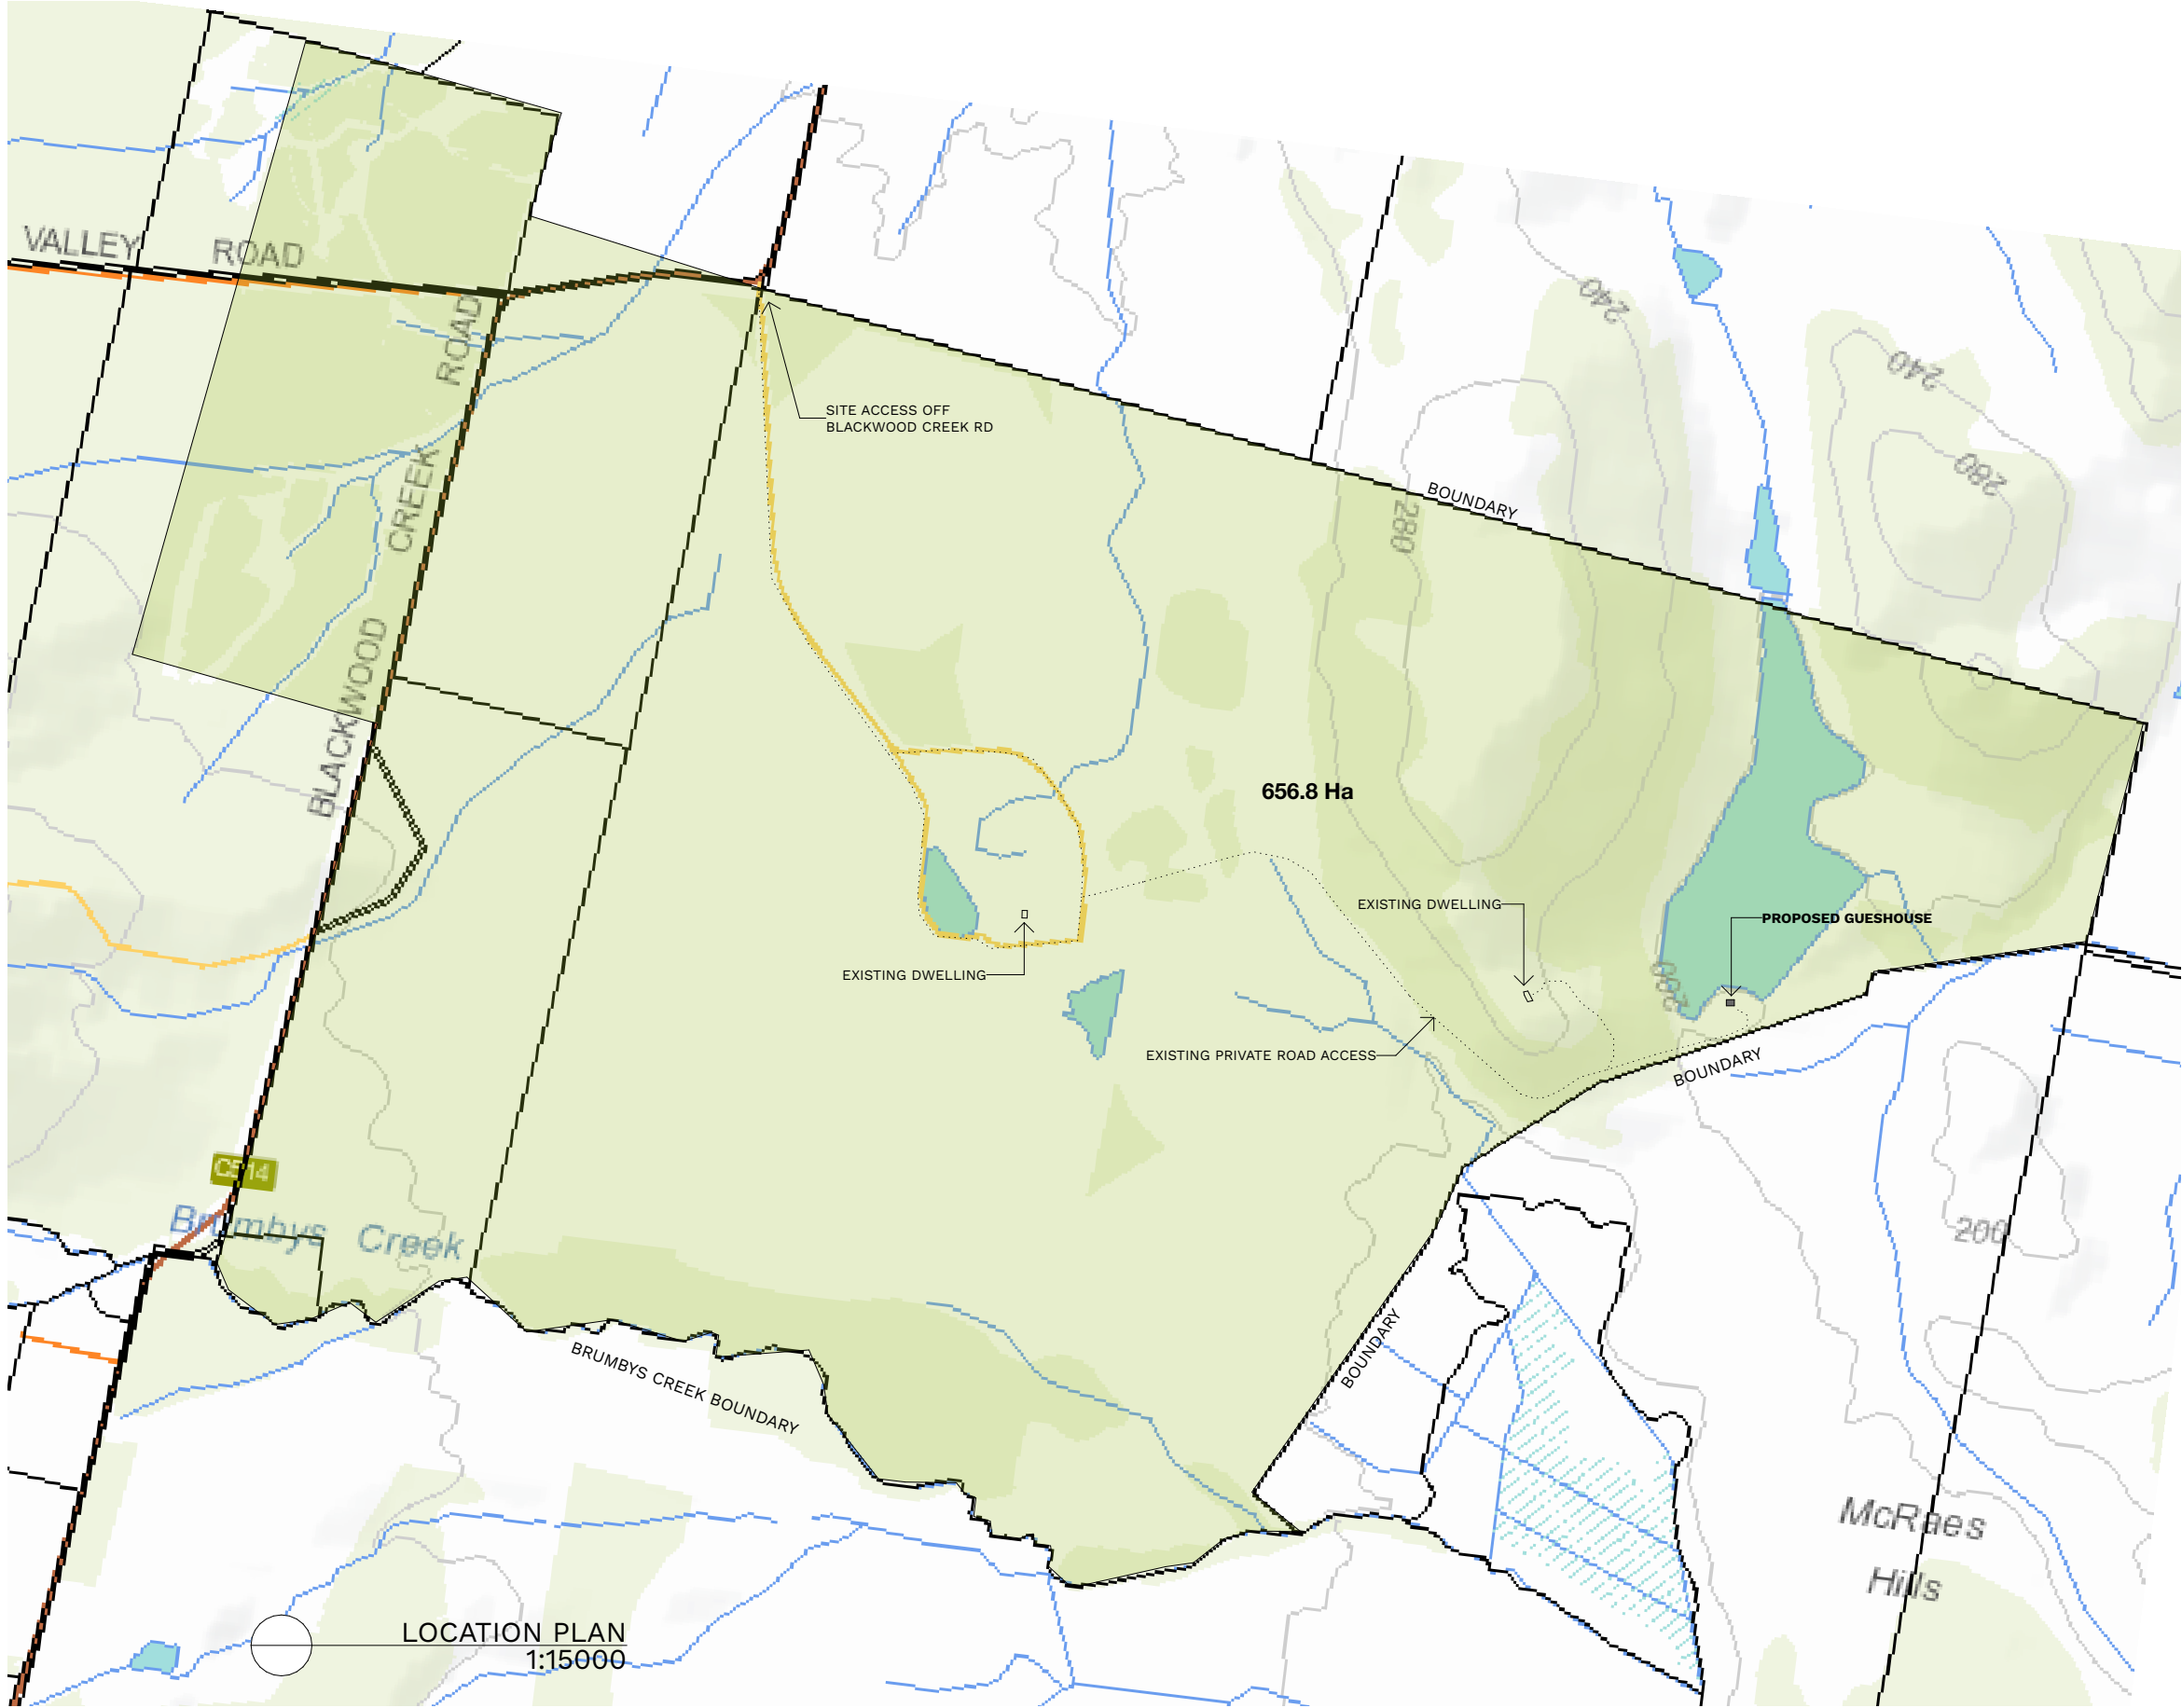 VALLEY ROAD
BLACKWOOD CREEK ROAD
SITE ACCESS OFF
BLACKWOOD CREEK RD
240
240
280
280
BOUNDARY
656.8 Ha
EXISTING DWELLING
PROPOSED GUESHOUSE
EXISTING DWELLING
200
EXISTING PRIVATE ROAD ACCESS
BOUNDARY
C514
Brumbys Creek
200
BOUNDARY
BRUMBYS CREEK BOUNDARY
McRaes
Hills
LOCATION PLAN
1:15000